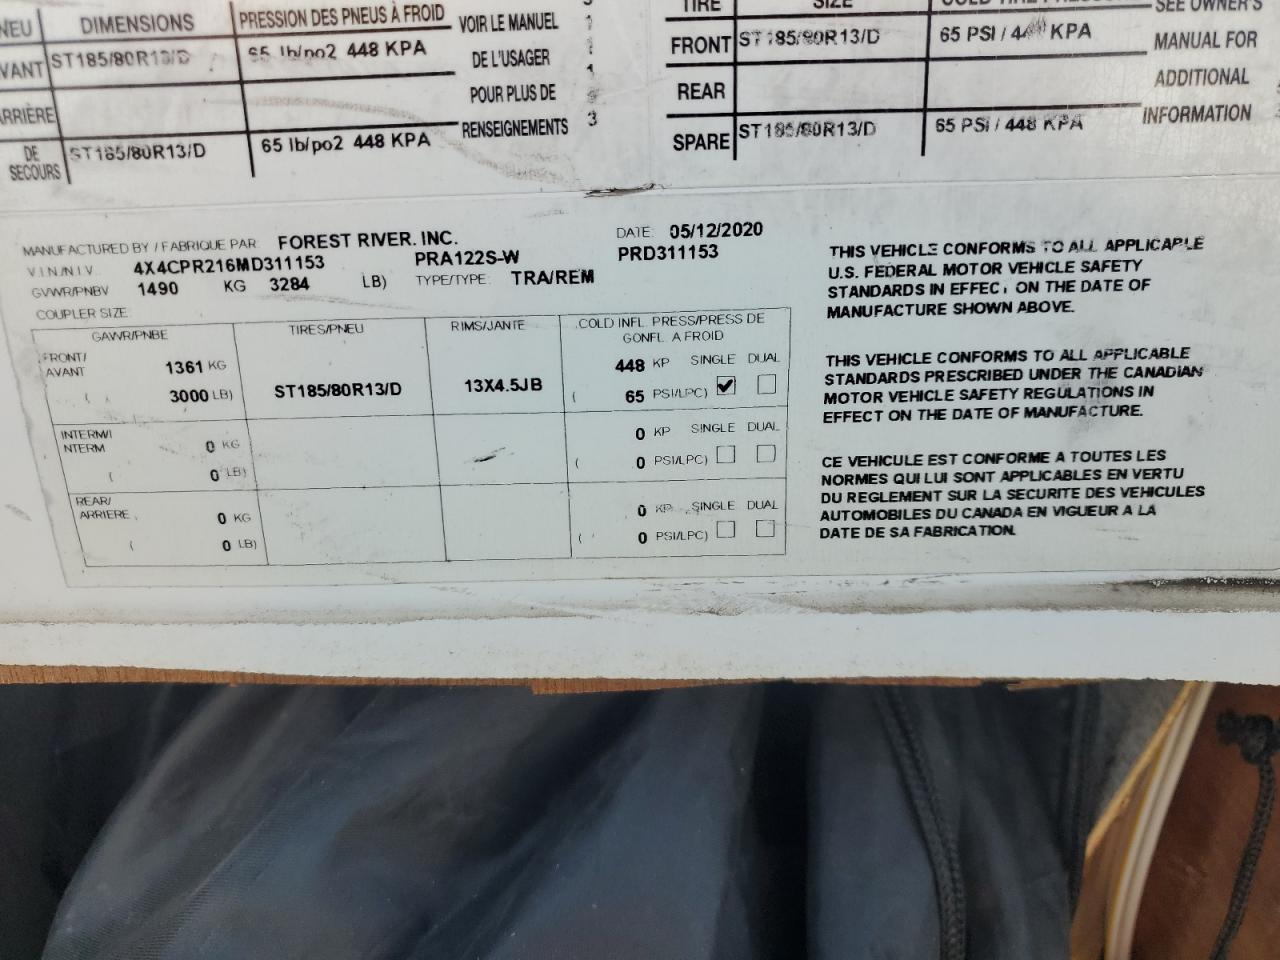 NEU DIMENSIONS PRESSION DES PNEUS À FROID VOIR LE MANUEL
VANT ST185/80R13/D 65 lb/po2 448 KPA DE L'USAGER
ARRIÈRE POUR PLUS DE
DE SECOURS ST185/80R13/D 65 lb/po2 448 KPA RENSEIGNEMENTS 3
TIRE SIZE SEE OWNER'S
FRONT ST185/80R13/D 65 PSI / 448 KPA MANUAL FOR
REAR ADDITIONAL
SPARE ST185/80R13/D 65 PSI / 448 KPA INFORMATION
MANUFACTURED BY / FABRIQUE PAR: FOREST RIVER. INC. DATE: 05/12/2020
V.I.N./N.I.V. 4X4CPR216MD311153 PRA122S-W PRD311153
GVWR/PNBV 1490 KG 3284 LB) TYPE/TYPE: TRA/REM
COUPLER SIZE:
GAWR/PNBE TIRES/PNEU RIMS/JANTE COLD INFL. PRESS/PRESS DE
GONFL. A FROID
FRONT/ AVANT 1361 KG 448 KP SINGLE DUAL
( 3000 LB) ST185/80R13/D 13X4.5JB ( 65 PSI/LPC) ✔
INTERM/ NTERM 0 KG 0 KP SINGLE DUAL
( 0 LB) ( 0 PSI/LPC)
REAR/ ARRIERE 0 KG 0 KP SINGLE DUAL
( 0 LB) ( 0 PSI/LPC)
THIS VEHICLE CONFORMS TO ALL APPLICABLE
U.S. FEDERAL MOTOR VEHICLE SAFETY
STANDARDS IN EFFECT ON THE DATE OF
MANUFACTURE SHOWN ABOVE.
THIS VEHICLE CONFORMS TO ALL APPLICABLE
STANDARDS PRESCRIBED UNDER THE CANADIAN
MOTOR VEHICLE SAFETY REGULATIONS IN
EFFECT ON THE DATE OF MANUFACTURE.
CE VEHICULE EST CONFORME A TOUTES LES
NORMES QUI LUI SONT APPLICABLES EN VERTU
DU REGLEMENT SUR LA SECURITE DES VEHICULES
AUTOMOBILES DU CANADA EN VIGUEUR A LA
DATE DE SA FABRICATION.